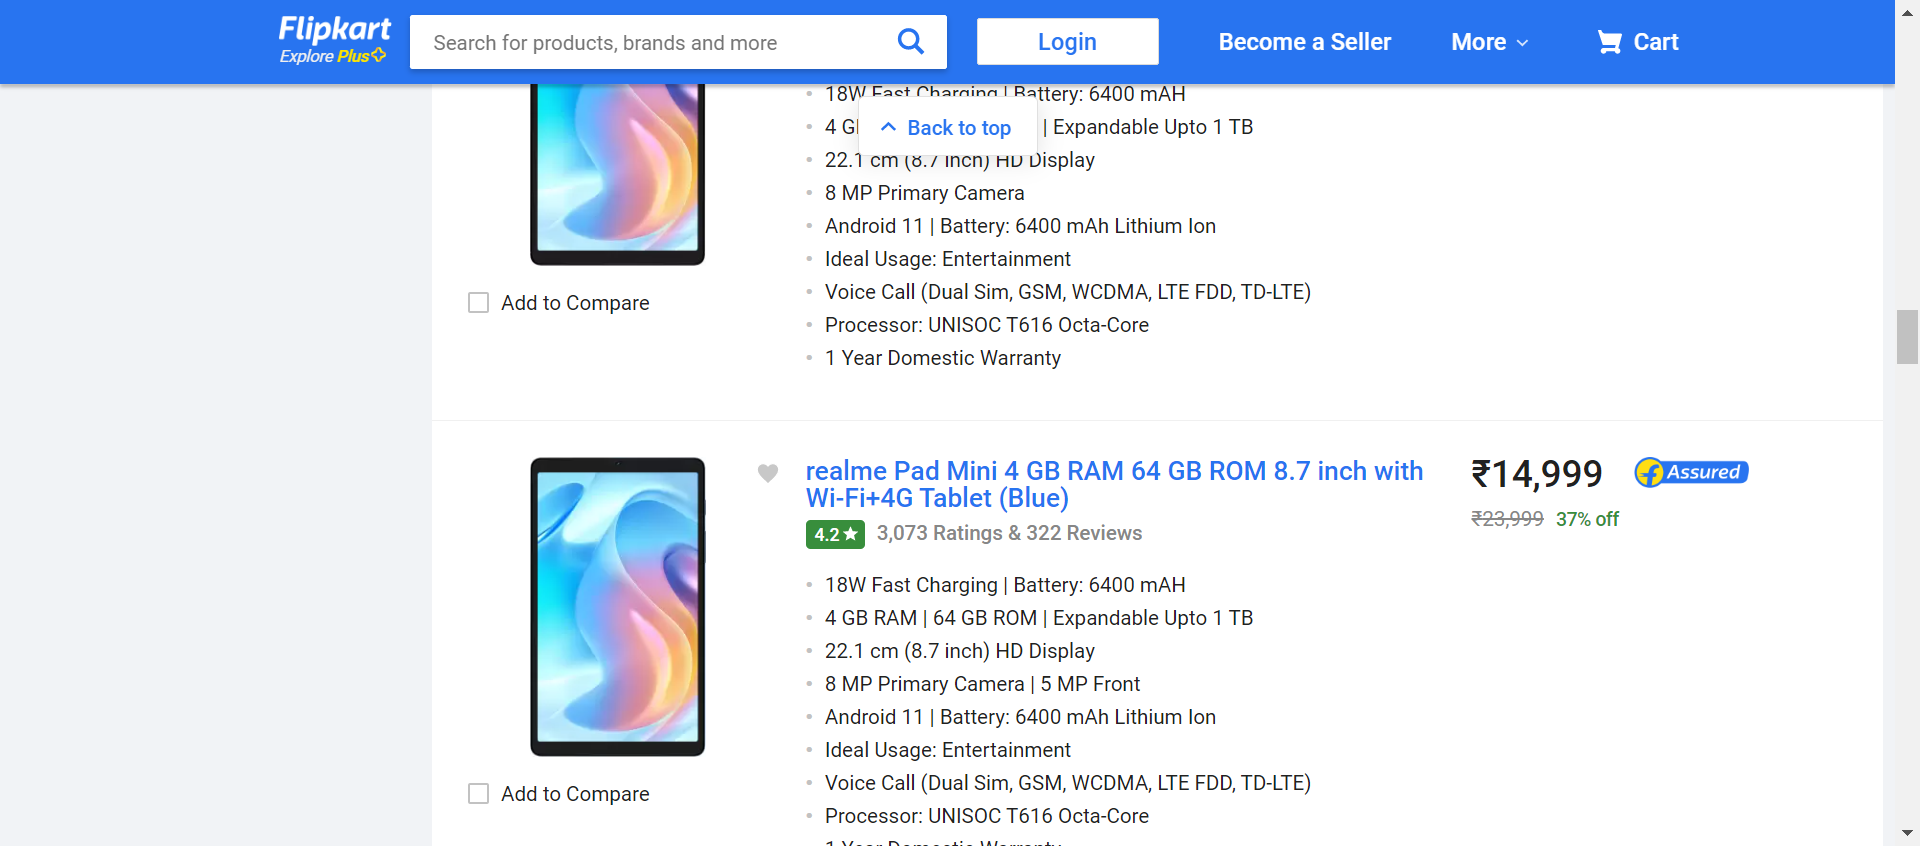 Flipkart
Explore Plus
Search for products, brands and more
Login
Become a Seller
More
Cart
18W Fast Charging | Battery: 6400 mAH
Back to top
4 | Expandable Upto 1 TB
22.1 cm (8.7 inch) HD Display
8 MP Primary Camera
Android 11 | Battery: 6400 mAh Lithium Ion
Ideal Usage: Entertainment
Voice Call (Dual Sim, GSM, WCDMA, LTE FDD, TD-LTE)
Processor: UNISOC T616 Octa-Core
1 Year Domestic Warranty
Add to Compare
realme Pad Mini 4 GB RAM 64 GB ROM 8.7 inch with
Wi-Fi+4G Tablet (Blue)
4.2★ 3,073 Ratings & 322 Reviews
₹14,999
Assured
₹23,999 37% off
18W Fast Charging | Battery: 6400 mAH
4 GB RAM | 64 GB ROM | Expandable Upto 1 TB
22.1 cm (8.7 inch) HD Display
8 MP Primary Camera | 5 MP Front
Android 11 | Battery: 6400 mAh Lithium Ion
Ideal Usage: Entertainment
Voice Call (Dual Sim, GSM, WCDMA, LTE FDD, TD-LTE)
Processor: UNISOC T616 Octa-Core
1 Year Domestic Warranty
Add to Compare